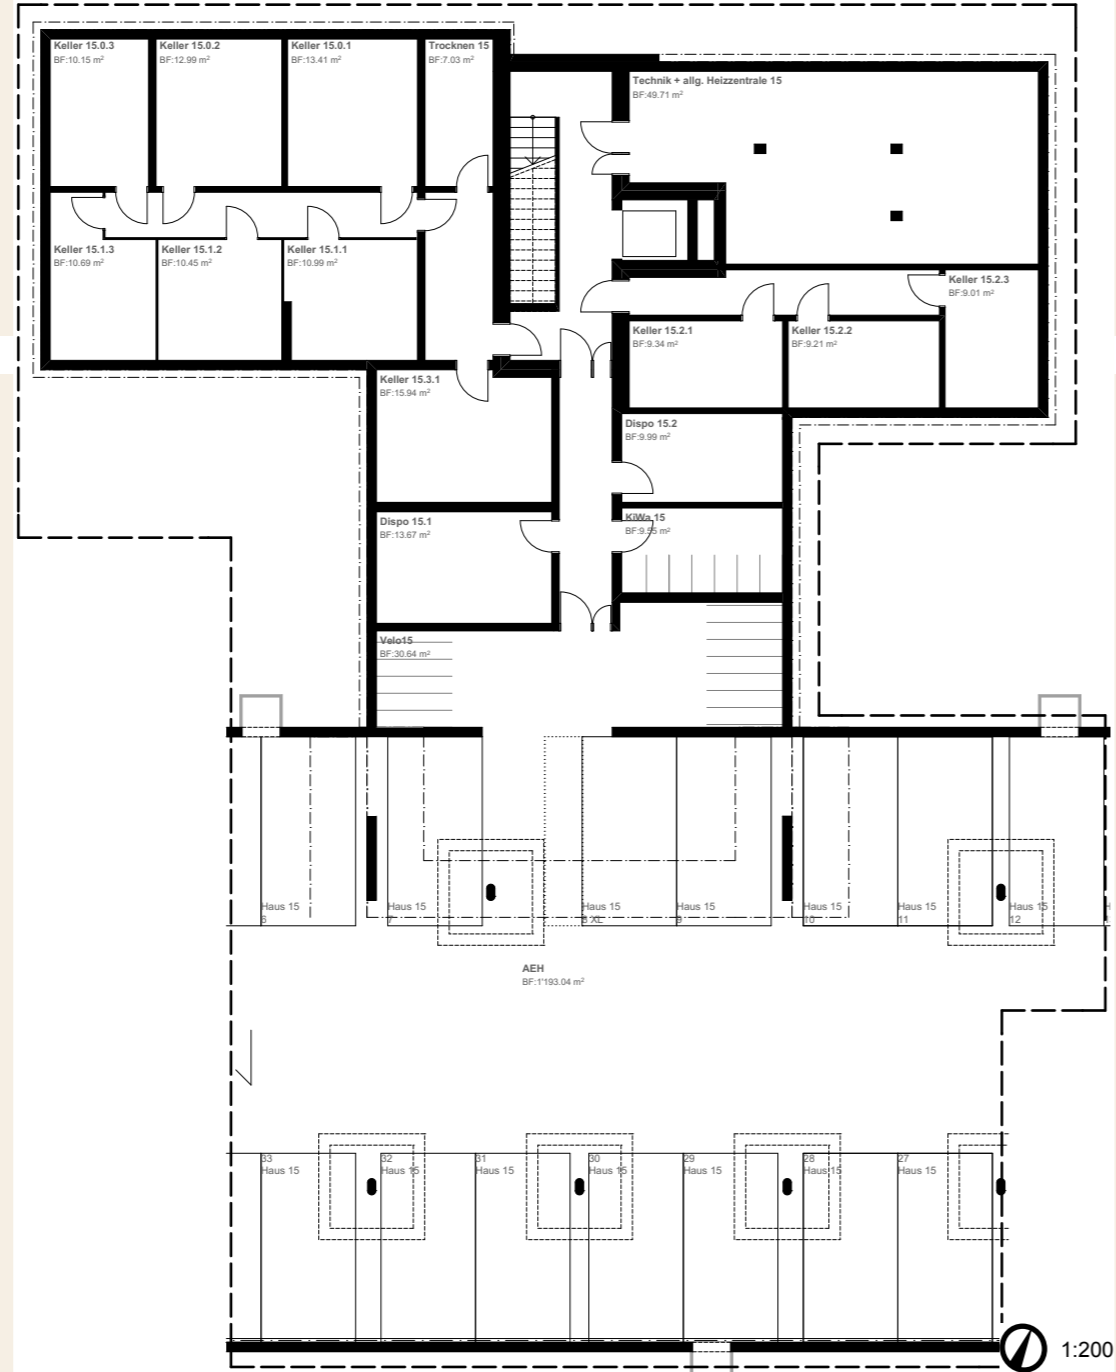 Keller 15.0.3
BF:10.15 m²
Keller 15.0.2
BF:12.99 m²
Keller 15.0.1
BF:13.41 m²
Trocknen 15
BF:7.03 m²
Technik + allg. Heizzentrale 15
BF:49.71 m²
Keller 15.1.3
BF:10.69 m²
Keller 15.1.2
BF:10.45 m²
Keller 15.1.1
BF:10.99 m²
Keller 15.2.3
BF:9.01 m²
Keller 15.2.1
BF:9.34 m²
Keller 15.2.2
BF:9.21 m²
Keller 15.3.1
BF:15.94 m²
Dispo 15.2
BF:9.99 m²
Dispo 15.1
BF:13.67 m²
KiWa 15
BF:9.55 m²
Velo15
BF:30.64 m²
Haus 15
6
Haus 15
7
Haus 15
8 XL
Haus 15
9
Haus 15
10
Haus 15
11
Haus 15
12
AEH
BF:1'193.04 m²
33
Haus 15
32
Haus 15
31
Haus 15
30
Haus 15
29
Haus 15
28
Haus 15
27
Haus 15
1:200